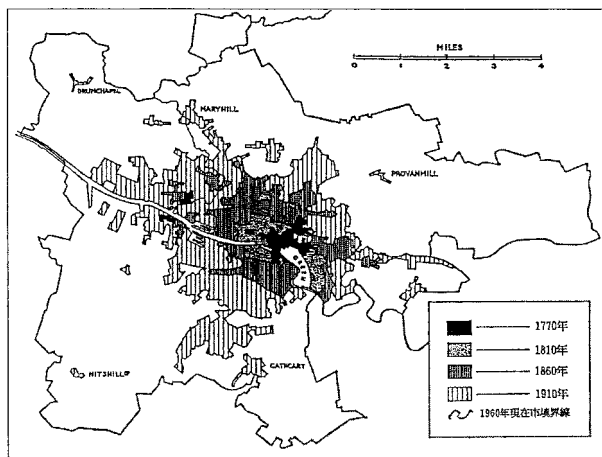 MILES
0 1 2 3 4
DRUMCHAPEL
MARYHILL
PROVANMILL
GREEN
NITSHILL
CATHCART
1770年
1810年
1860年
1910年
1960年現在市境界線